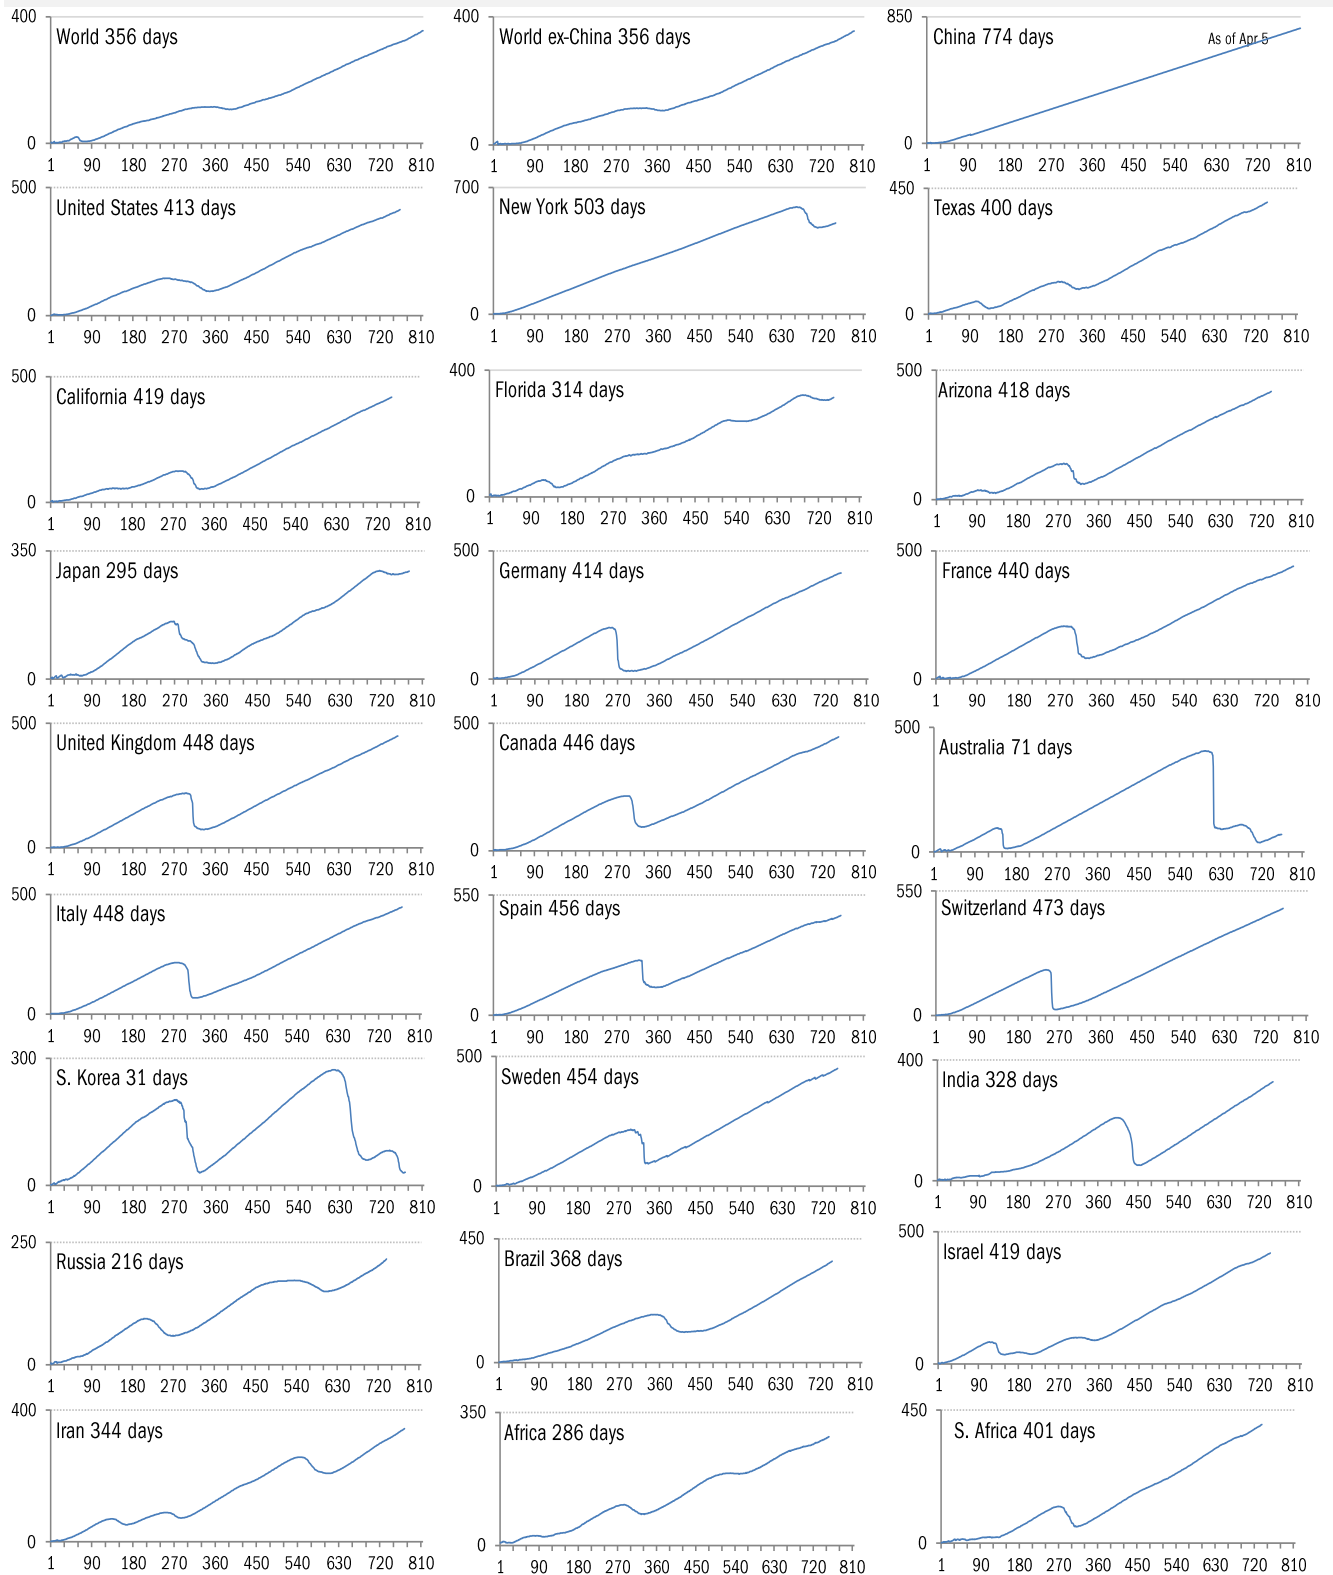 400
World 356 days
0
1 90 180 270 360 450 540 630 720 810
400
World ex-China 356 days
0
1 90 180 270 360 450 540 630 720 810
850
China 774 days
As of Apr 5
0
1 90 180 270 360 450 540 630 720 810
500
United States 413 days
0
1 90 180 270 360 450 540 630 720 810
700
New York 503 days
0
1 90 180 270 360 450 540 630 720 810
450
Texas 400 days
0
1 90 180 270 360 450 540 630 720 810
500
California 419 days
0
1 90 180 270 360 450 540 630 720 810
400
Florida 314 days
0
1 90 180 270 360 450 540 630 720 810
500
Arizona 418 days
0
1 90 180 270 360 450 540 630 720 810
350
Japan 295 days
0
1 90 180 270 360 450 540 630 720 810
500
Germany 414 days
0
1 90 180 270 360 450 540 630 720 810
500
France 440 days
0
1 90 180 270 360 450 540 630 720 810
500
United Kingdom 448 days
0
1 90 180 270 360 450 540 630 720 810
500
Canada 446 days
0
1 90 180 270 360 450 540 630 720 810
500
Australia 71 days
0
1 90 180 270 360 450 540 630 720 810
500
Italy 448 days
0
1 90 180 270 360 450 540 630 720 810
550
Spain 456 days
0
1 90 180 270 360 450 540 630 720 810
550
Switzerland 473 days
0
1 90 180 270 360 450 540 630 720 810
300
S. Korea 31 days
0
1 90 180 270 360 450 540 630 720 810
500
Sweden 454 days
0
1 90 180 270 360 450 540 630 720 810
400
India 328 days
0
1 90 180 270 360 450 540 630 720 810
250
Russia 216 days
0
1 90 180 270 360 450 540 630 720 810
450
Brazil 368 days
0
1 90 180 270 360 450 540 630 720 810
500
Israel 419 days
0
1 90 180 270 360 450 540 630 720 810
400
Iran 344 days
0
1 90 180 270 360 450 540 630 720 810
350
Africa 286 days
0
1 90 180 270 360 450 540 630 720 810
450
S. Africa 401 days
0
1 90 180 270 360 450 540 630 720 810